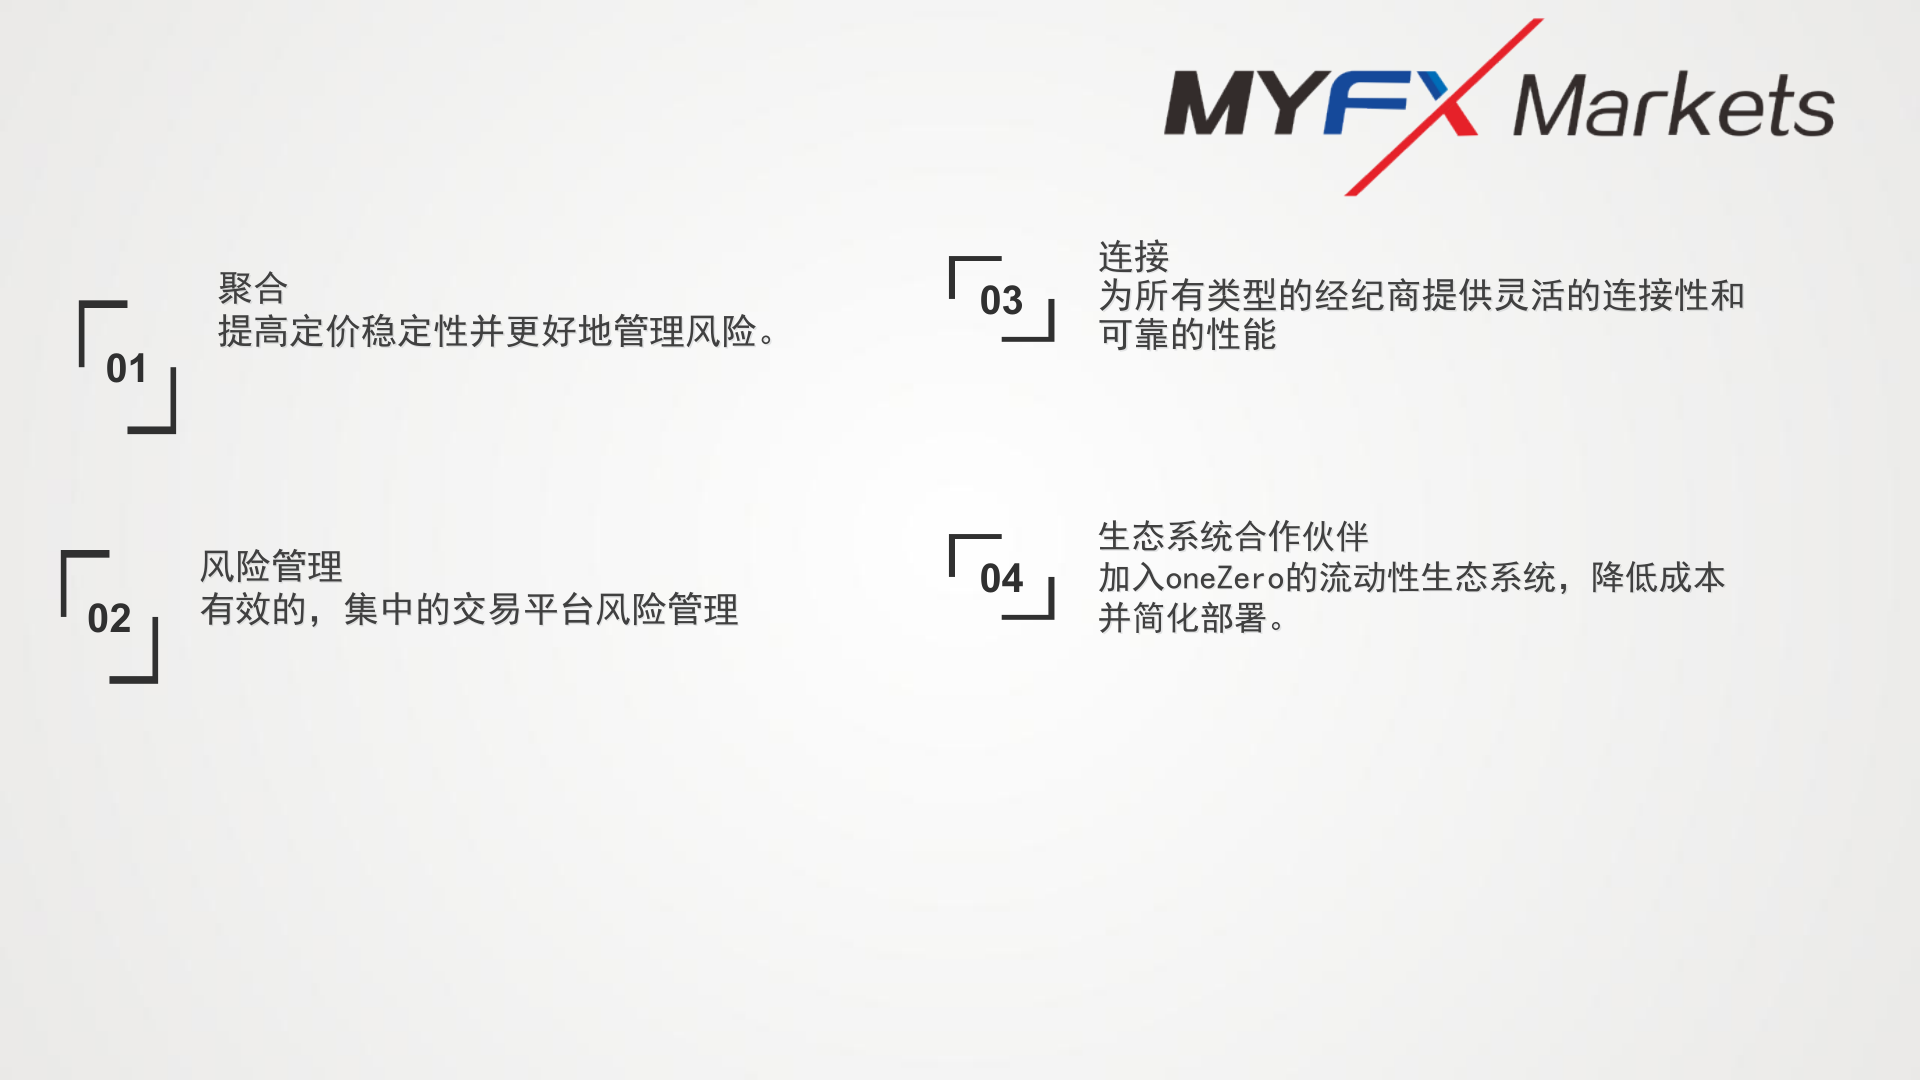 MYFX Markets
01
聚合
提高定价稳定性并更好地管理风险。
02
风险管理
有效的，集中的交易平台风险管理
03
连接
为所有类型的经纪商提供灵活的连接性和
可靠的性能
04
生态系统合作伙伴
加入oneZero的流动性生态系统，降低成本
并简化部署。